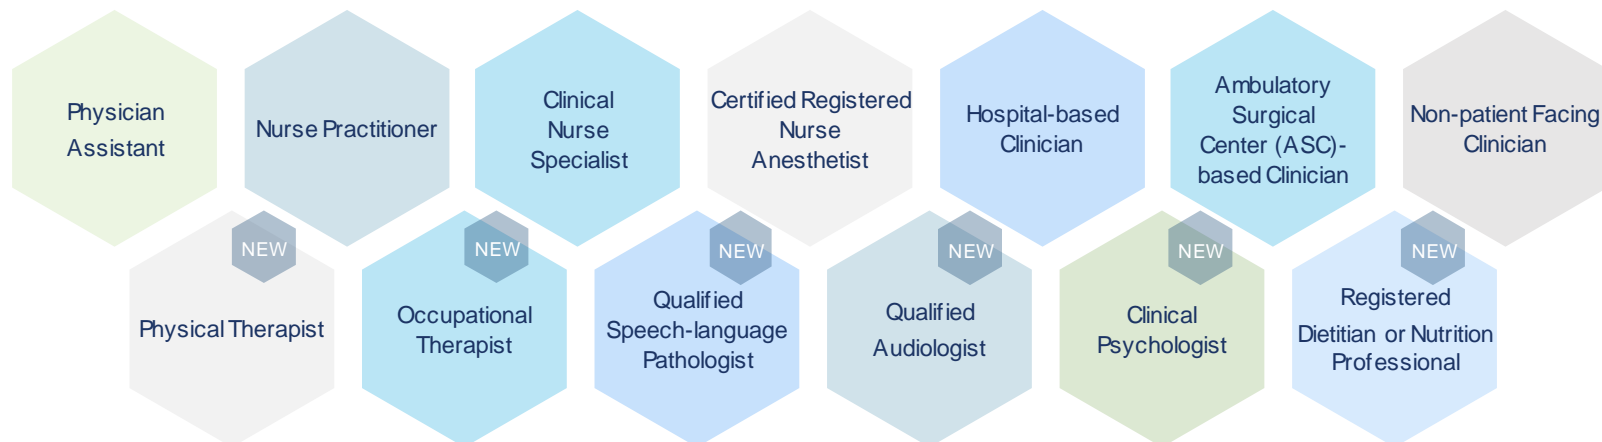 Physician
Assistant
Nurse Practitioner
Clinical
Nurse
Specialist
Certified Registered
Nurse
Anesthetist
Hospital-based
Clinician
Ambulatory
Surgical
Center (ASC)-
based Clinician
Non-patient Facing
Clinician
NEW
Physical Therapist
NEW
Occupational
Therapist
NEW
Qualified
Speech-language
Pathologist
NEW
Qualified
Audiologist
NEW
Clinical
Psychologist
NEW
Registered
Dietitian or Nutrition
Professional